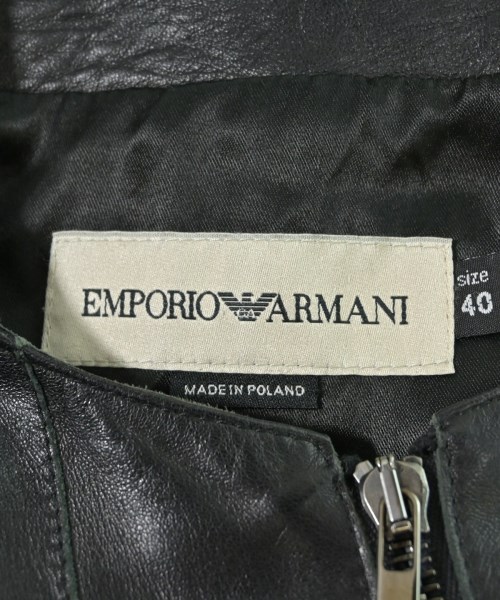 EMPORIO ARMANI
size
40
MADE IN POLAND